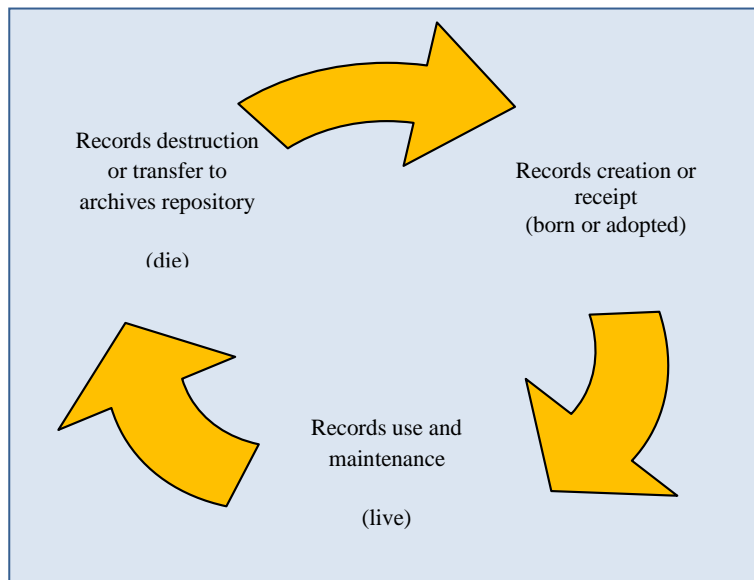 Records destruction
or transfer to
archives repository
(die)
Records creation or
receipt
(born or adopted)
Records use and
maintenance
(live)